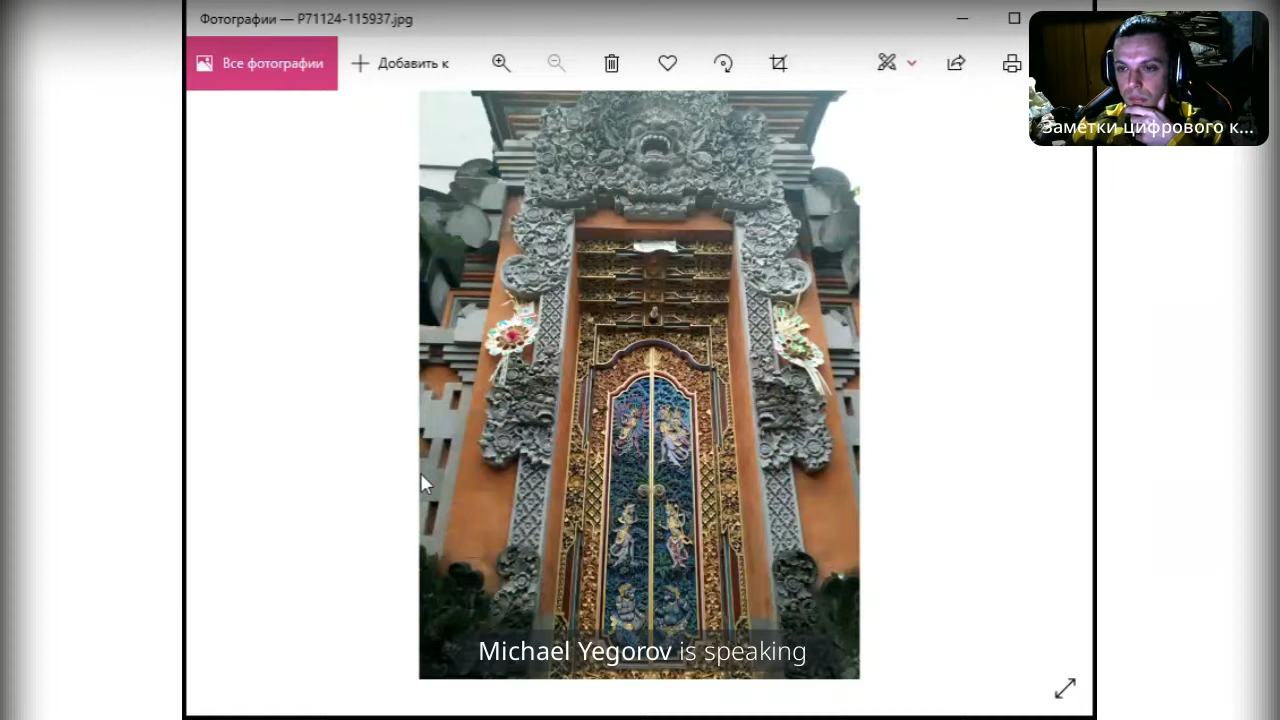 Фотографии — P71124-115937.jpg
Все фотографии
Добавить к
Заметки цифрового к...
Michael Yegorov is speaking